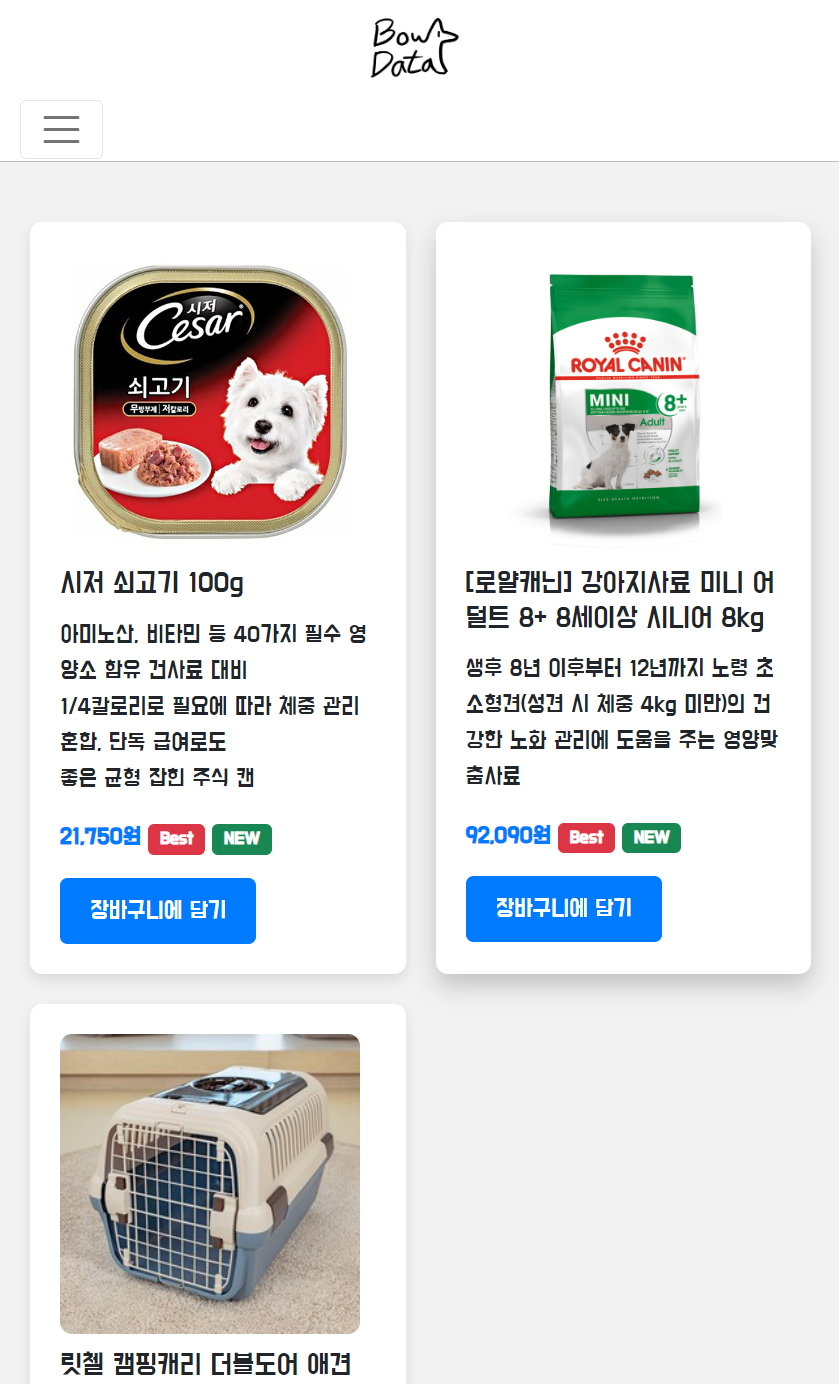 Bow
Data
시저
Cesar
쇠고기
무방부제 저칼로리
시저 쇠고기 100g
아미노산, 비타민 등 40가지 필수 영
양소 함유 건사료 대비
1/4칼로리로 필요에 따라 체중 관리
혼합, 단독 급여로도
좋은 균형 잡힌 주식 캔
21,750원 Best NEW
장바구니에 담기
ROYAL CANIN
MINI
8+
Adult
[로얄캐닌] 강아지사료 미니 어
덜트 8+ 8세이상 시니어 8kg
생후 8년 이후부터 12년까지 노령 초
소형견(성견 시 체중 4kg 미만)의 건
강한 노화 관리에 도움을 주는 영양맞
춤사료
92,090원 Best NEW
장바구니에 담기
릿첼 캠핑캐리 더블도어 애견